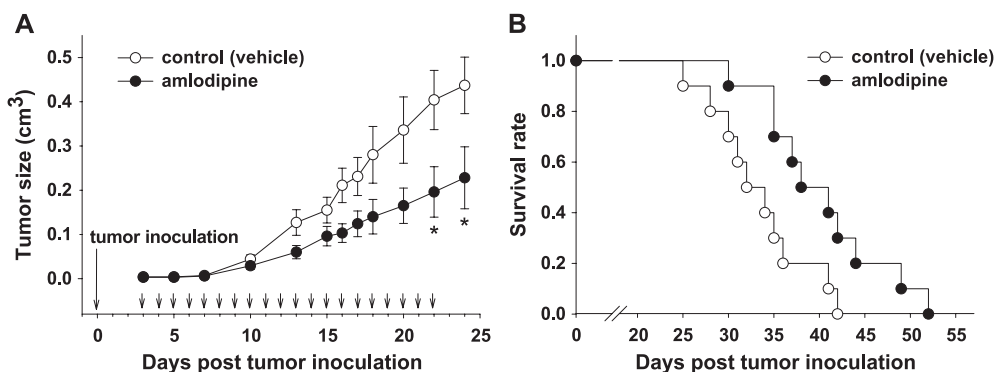 A
control (vehicle)
amlodipine
Tumor size (cm3)
0.5
0.4
0.3
0.2
0.1
0.0
tumor inoculation
*
*
0
5
10
15
20
25
Days post tumor inoculation
B
control (vehicle)
amlodipine
Survival rate
1.0
0.8
0.6
0.4
0.2
0.0
0
20
25
30
35
40
45
50
55
Days post tumor inoculation